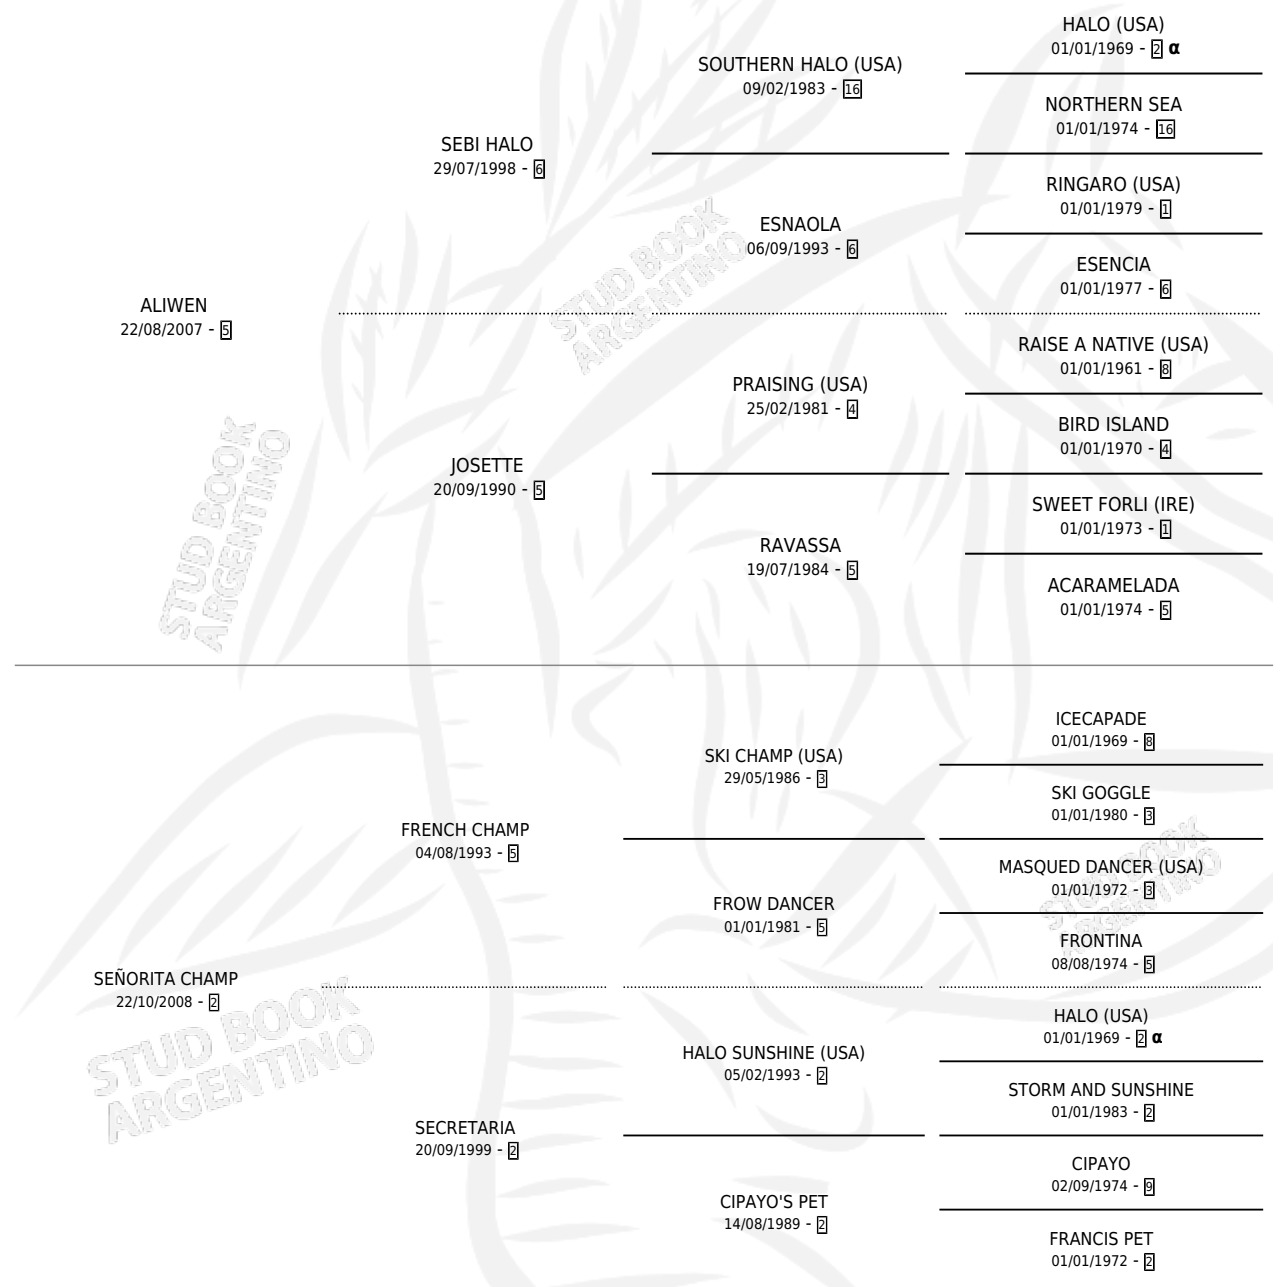 HALO (USA)
01/01/1969 - 2 α
SOUTHERN HALO (USA)
09/02/1983 - 16
NORTHERN SEA
01/01/1974 - 16
SEBI HALO
29/07/1998 - 6
RINGARO (USA)
01/01/1979 - 1
ESNAOLA
06/09/1993 - 6
ESENCIA
01/01/1977 - 6
ALIWEN
22/08/2007 - 5
RAISE A NATIVE (USA)
01/01/1961 - 8
PRAISING (USA)
25/02/1981 - 4
BIRD ISLAND
01/01/1970 - 4
JOSETTE
20/09/1990 - 5
SWEET FORLI (IRE)
01/01/1973 - 1
RAVASSA
19/07/1984 - 5
ACARAMELADA
01/01/1974 - 5
ICECAPADE
01/01/1969 - 8
SKI CHAMP (USA)
29/05/1986 - 3
SKI GOGGLE
01/01/1980 - 3
FRENCH CHAMP
04/08/1993 - 5
MASQUED DANCER (USA)
01/01/1972 - 3
FROW DANCER
01/01/1981 - 5
FRONTINA
08/08/1974 - 5
SEÑORITA CHAMP
22/10/2008 - 2
HALO (USA)
01/01/1969 - 2 α
HALO SUNSHINE (USA)
05/02/1993 - 2
STORM AND SUNSHINE
01/01/1983 - 2
SECRETARIA
20/09/1999 - 2
CIPAYO
02/09/1974 - 9
CIPAYO'S PET
14/08/1989 - 2
FRANCIS PET
01/01/1972 - 2
STUD BOOK
ARGENTINO
STUD BOOK
ARGENTINO
STUD BOOK
ARGENTINO
STUD BOOK
ARGENTINO